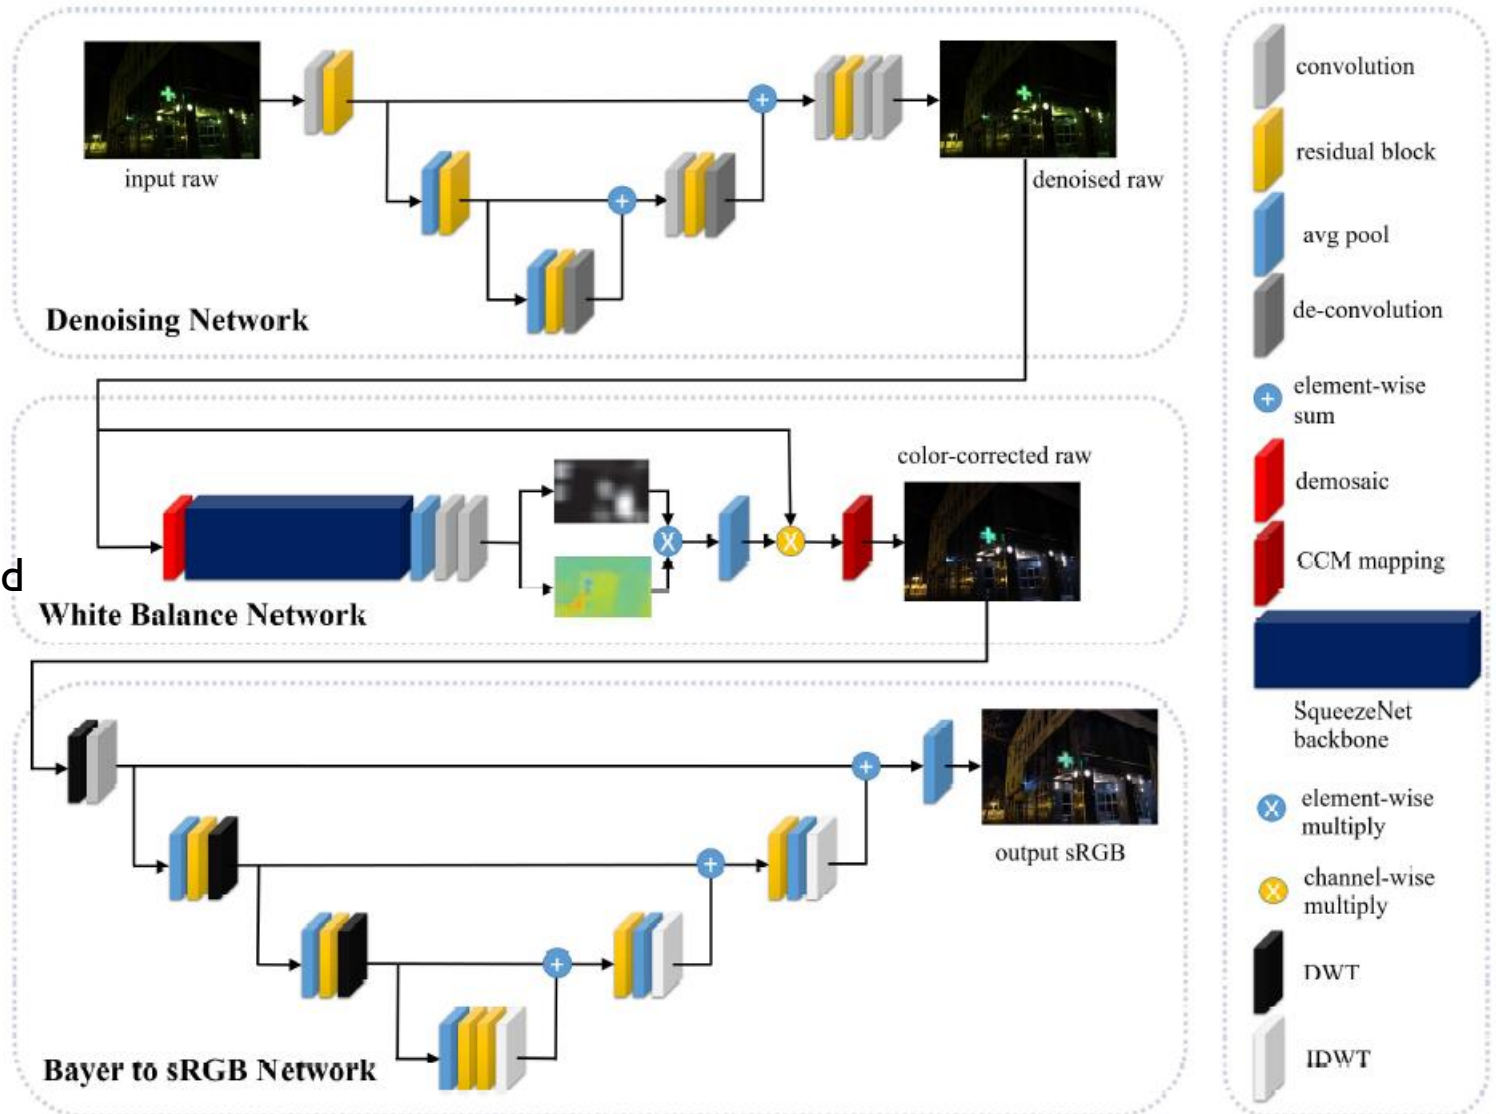 input raw
denoised raw
Denoising Network
color-corrected raw
d
White Balance Network
output sRGB
Bayer to sRGB Network
convolution
residual block
avg pool
de-convolution
+ element-wise
sum
demosaic
CCM mapping
SqueezeNet
backbone
X element-wise
multiply
X channel-wise
multiply
DWT
IDWT